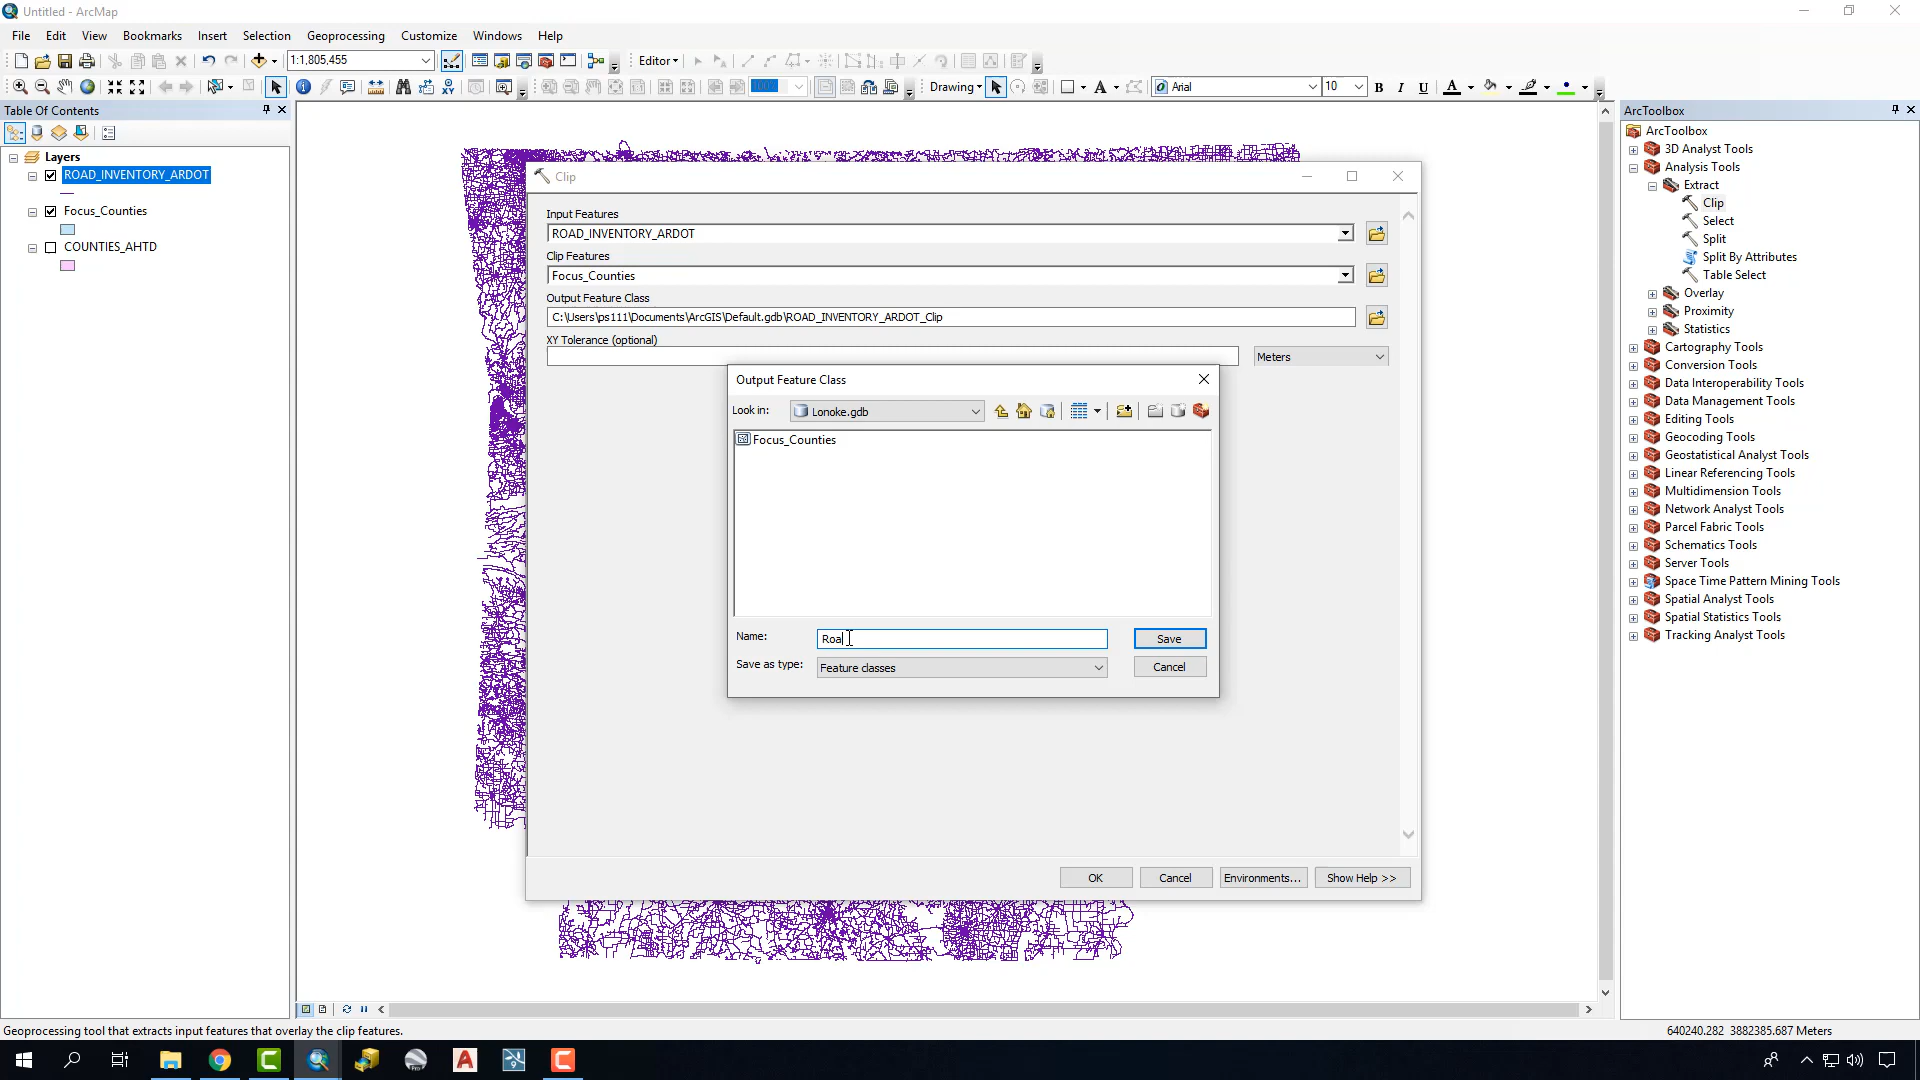 Untitled - ArcMap
File Edit View Bookmarks Insert Selection Geoprocessing Customize Windows Help
1:1,805,455
Editor
100%
Drawing
A
Arial
10
B I U A
Table Of Contents
Layers
ROAD_INVENTORY_ARDOT
Focus_Counties
COUNTIES_AHTD
Clip
Input Features
ROAD_INVENTORY_ARDOT
Clip Features
Focus_Counties
Output Feature Class
C:\Users\ps111\Documents\ArcGIS\Default.gdb\ROAD_INVENTORY_ARDOT_Clip
XY Tolerance (optional)
Meters
Output Feature Class
Look in:
Lonoke.gdb
Focus_Counties
Name:
Roa
Save
Save as type:
Feature classes
Cancel
OK
Cancel
Environments...
Show Help >>
ArcToolbox
ArcToolbox
3D Analyst Tools
Analysis Tools
Extract
Clip
Select
Split
Split By Attributes
Table Select
Overlay
Proximity
Statistics
Cartography Tools
Conversion Tools
Data Interoperability Tools
Data Management Tools
Editing Tools
Geocoding Tools
Geostatistical Analyst Tools
Linear Referencing Tools
Multidimension Tools
Network Analyst Tools
Parcel Fabric Tools
Schematics Tools
Server Tools
Space Time Pattern Mining Tools
Spatial Analyst Tools
Spatial Statistics Tools
Tracking Analyst Tools
Geoprocessing tool that extracts input features that overlay the clip features.
640240.282 3882385.687 Meters